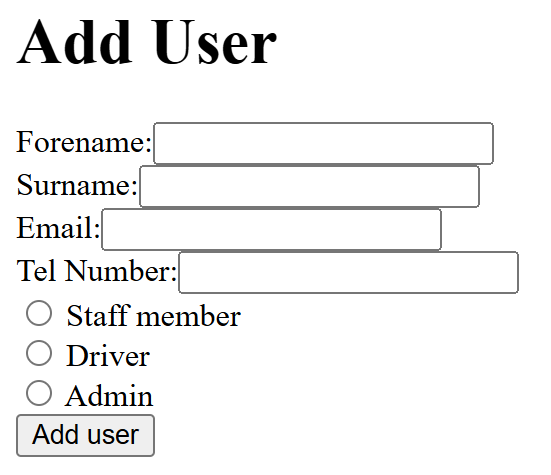 Add User
Forename:
Surname:
Email:
Tel Number:
Staff member
Driver
Admin
Add user